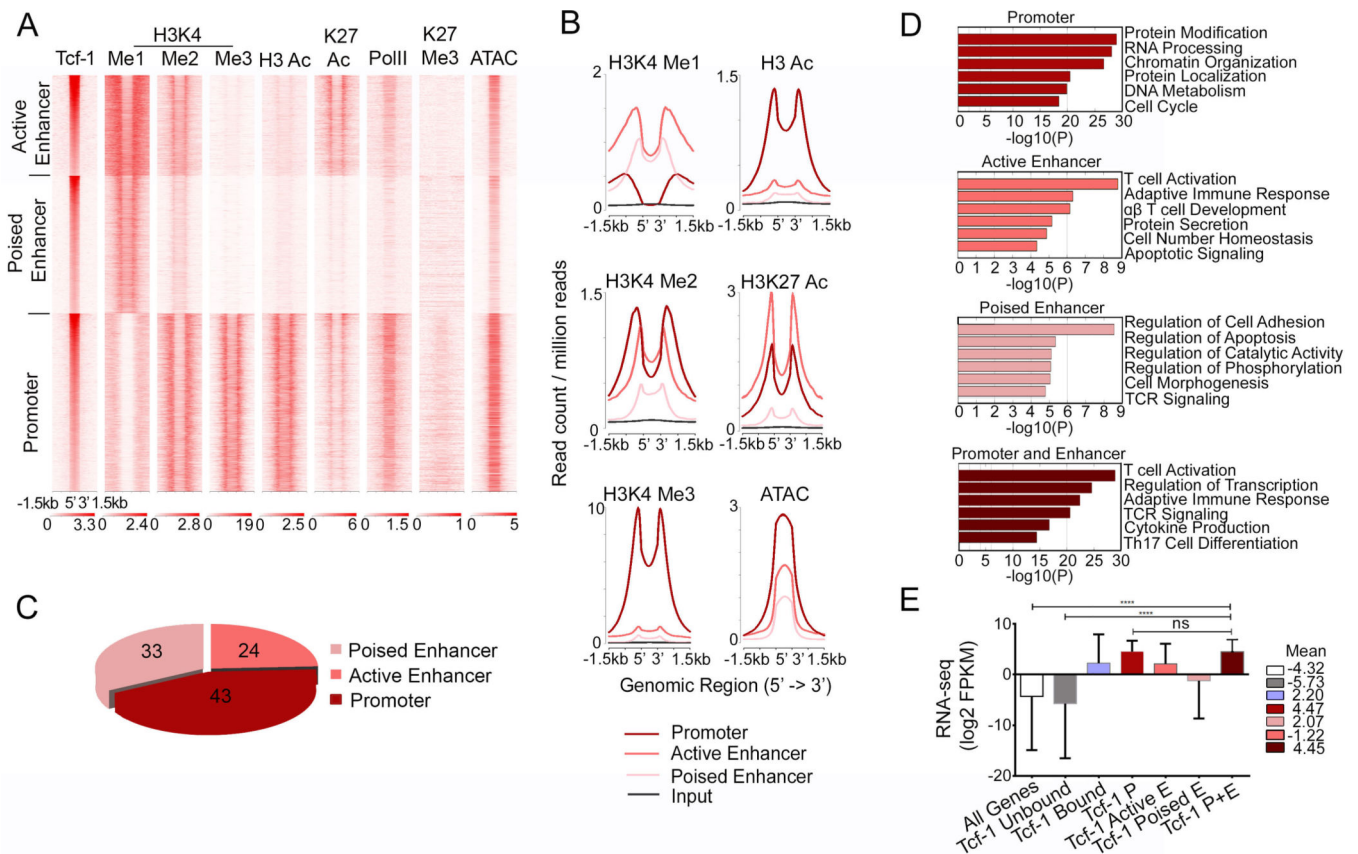 A
H3K4
K27
K27
Tcf-1 Me1 Me2 Me3 H3 Ac Ac PolII Me3 ATAC
Active
Enhancer
Poised
Enhancer
Promoter
-1.5kb 5' 3' 1.5kb
0 3.3 0 2.4 0 2.8 0 19 0 2.5 0 6 0 1.5 0 1 0 5
B
H3K4 Me1
2
1
0
-1.5kb 5' 3' 1.5kb
H3 Ac
1.5
0
-1.5kb 5' 3' 1.5kb
H3K4 Me2
1.5
0
-1.5kb 5' 3' 1.5kb
H3K27 Ac
3
0
-1.5kb 5' 3' 1.5kb
H3K4 Me3
10
0
-1.5kb 5' 3' 1.5kb
ATAC
3
0
-1.5kb 5' 3' 1.5kb
Read count / million reads
Genomic Region (5' -> 3')
Promoter
Active Enhancer
Poised Enhancer
Input
C
33
24
43
Poised Enhancer
Active Enhancer
Promoter
D
Promoter
Protein Modification
RNA Processing
Chromatin Organization
Protein Localization
DNA Metabolism
Cell Cycle
0 5 10 15 20 25 30
-log10(P)
Active Enhancer
T cell Activation
Adaptive Immune Response
αβ T cell Development
Protein Secretion
Cell Number Homeostasis
Apoptotic Signaling
0 1 2 3 4 5 6 7 8 9
-log10(P)
Poised Enhancer
Regulation of Cell Adhesion
Regulation of Apoptosis
Regulation of Catalytic Activity
Regulation of Phosphorylation
Cell Morphogenesis
TCR Signaling
0 1 2 3 4 5 6 7 8 9
-log10(P)
Promoter and Enhancer
T cell Activation
Regulation of Transcription
Adaptive Immune Response
TCR Signaling
Cytokine Production
Th17 Cell Differentiation
0 5 10 15 20 25 30
-log10(P)
E
****
****
ns
10
0
-10
-20
RNA-seq
(log2 FPKM)
All Genes
Tcf-1 Unbound
Tcf-1 Bound
Tcf-1 P
Tcf-1 Active E
Tcf-1 Poised E
Tcf-1 P+E
Mean
-4.32
-5.73
2.20
4.47
2.07
-1.22
4.45